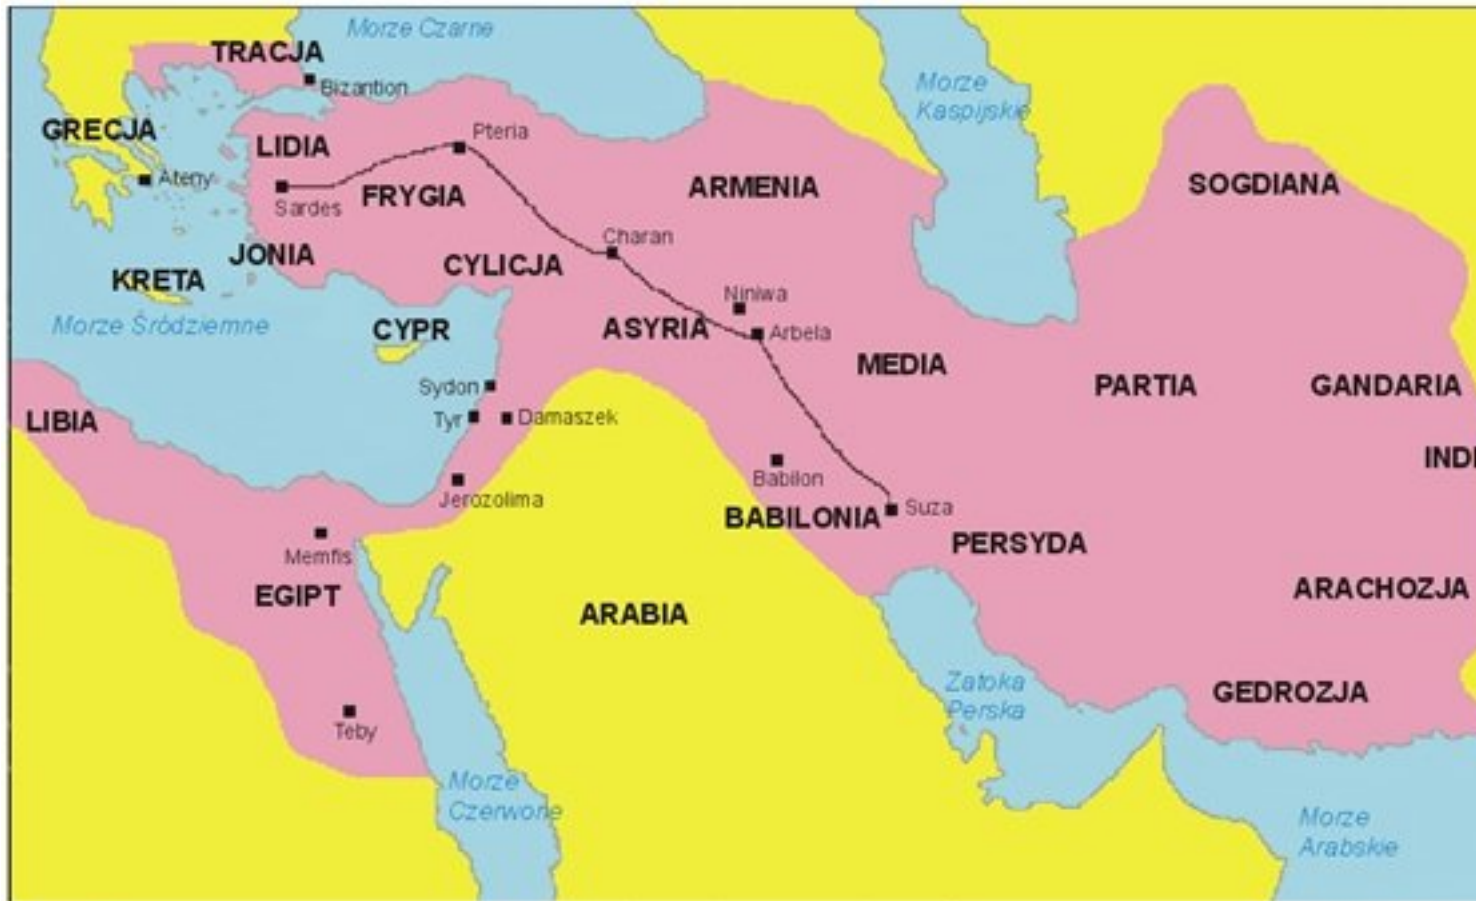 Morze Czarne
TRACJA
Bizantion
Morze
Kaspijskie
GRECJA
LIDIA
Pteria
Ateny
Sardes
FRYGIA
ARMENIA
SOGDIANA
JONIA
Charan
KRETA
CYLICJA
Niniwa
Morze Śródziemne
CYPR
ASYRIA
Arbela
MEDIA
PARTIA
GANDARIA
Sydon
LIBIA
Tyr
Damaszek
INDI
Babilon
Jerozolima
BABILONIA
Suza
PERSYDA
Memfis
EGIPT
ARABIA
ARACHOZJA
Zatoka
Perska
GEDROZJA
Teby
Morze
Czerwone
Morze
Arabskie